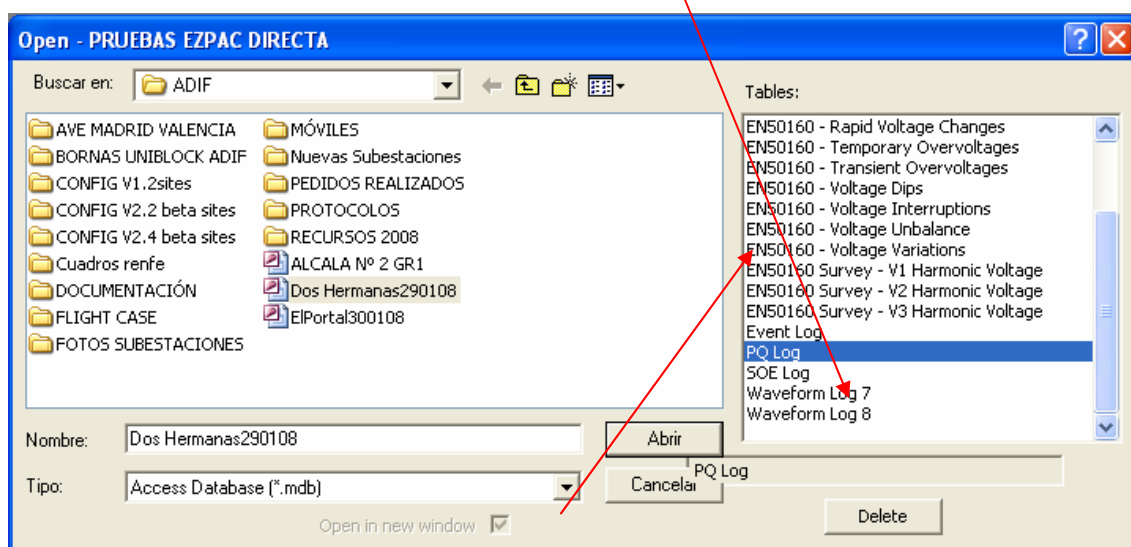 Open - PRUEBAS EZPAC DIRECTA
Buscar en: ADIF
AVE MADRID VALENCIA
BORNAS UNIBLOCK ADIF
CONFIG V1.2sites
CONFIG V2.2 beta sites
CONFIG V2.4 beta sites
Cuadros renfe
DOCUMENTACIÓN
FLIGHT CASE
FOTOS SUBESTACIONES
MÓVILES
Nuevas Subestaciones
PEDIDOS REALIZADOS
PROTOCOLOS
RECURSOS 2008
ALCALA Nº 2 GR1
Dos Hermanas290108
ElPortal300108
Nombre: Dos Hermanas290108
Abrir
Tipo: Access Database (*.mdb)
Cancelar
Open in new window
Tables:
EN50160 - Rapid Voltage Changes
EN50160 - Temporary Overvoltages
EN50160 - Transient Overvoltages
EN50160 - Voltage Dips
EN50160 - Voltage Interruptions
EN50160 - Voltage Unbalance
EN50160 - Voltage Variations
EN50160 Survey - V1 Harmonic Voltage
EN50160 Survey - V2 Harmonic Voltage
EN50160 Survey - V3 Harmonic Voltage
Event Log
PQ Log
SOE Log
Waveform Log 7
Waveform Log 8
PQ Log
Delete